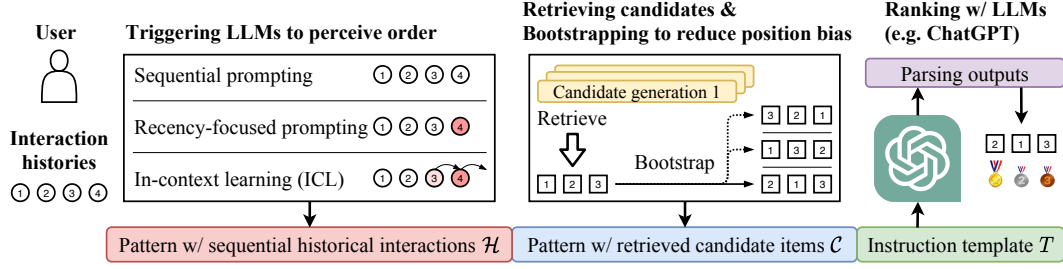 User
Interaction
histories
1 2 3 4
Triggering LLMs to perceive order
Sequential prompting 1 2 3 4
Recency-focused prompting 1 2 3 4
In-context learning (ICL) 1 2 3 4
Pattern w/ sequential historical interactions ℋ
Retrieving candidates &
Bootstrapping to reduce position bias
Candidate generation 1
Retrieve
Bootstrap
1 2 3
3 2 1
1 3 2
2 1 3
Pattern w/ retrieved candidate items 𝒞
Ranking w/ LLMs
(e.g. ChatGPT)
Parsing outputs
2 1 3
1 2 3
Instruction template T